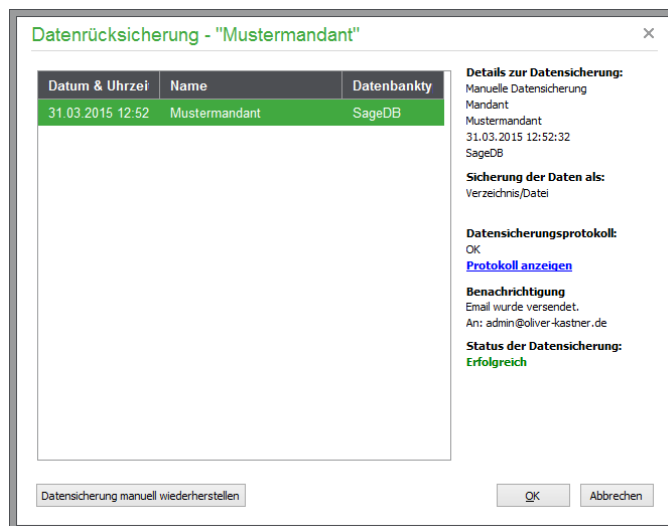 Datenrücksicherung - "Mustermandant"
Datum & Uhrzei Name Datenbankty
31.03.2015 12:52 Mustermandant SageDB
Details zur Datensicherung:
Manuelle Datensicherung
Mandant
Mustermandant
31.03.2015 12:52:32
SageDB
Sicherung der Daten als:
Verzeichnis/Datei
Datensicherungsprotokoll:
OK
Protokoll anzeigen
Benachrichtigung
Email wurde versendet.
An: admin@oliver-kastner.de
Status der Datensicherung:
Erfolgreich
Datensicherung manuell wiederherstellen OK Abbrechen